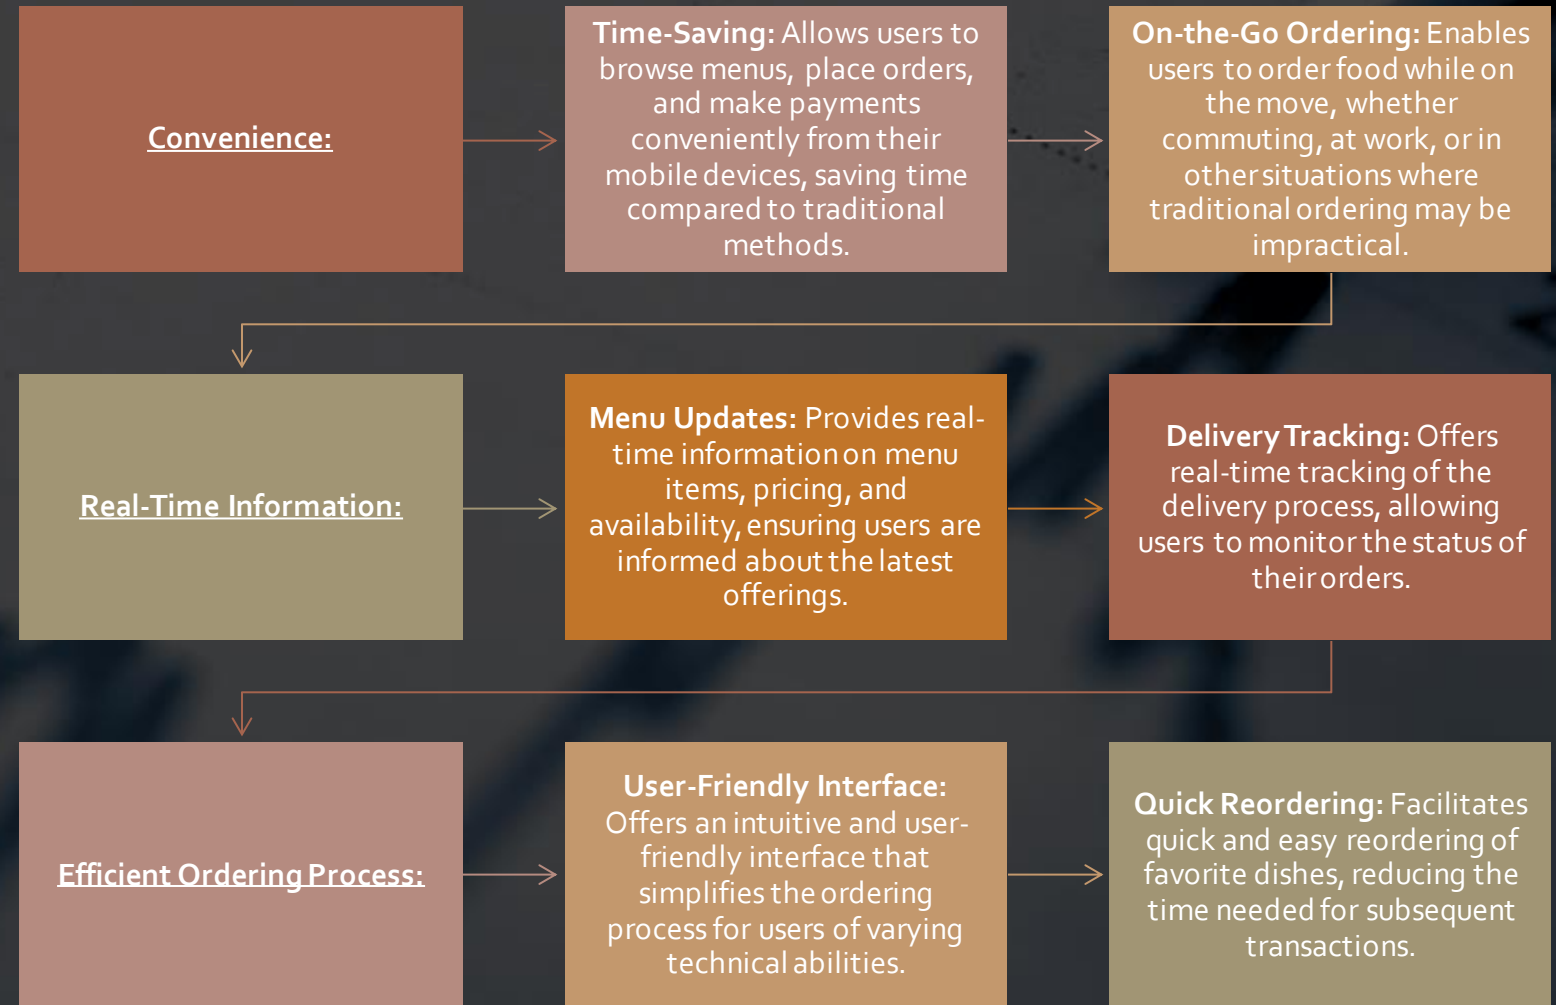 Convenience:
Time-Saving: Allows users to
browse menus, place orders,
and make payments
conveniently from their
mobile devices, saving time
compared to traditional
methods.
On-the-Go Ordering: Enables
users to order food while on
the move, whether
commuting, at work, or in
other situations where
traditional ordering may be
impractical.
Real-Time Information:
Menu Updates: Provides real-
time information on menu
items, pricing, and
availability, ensuring users are
informed about the latest
offerings.
Delivery Tracking: Offers
real-time tracking of the
delivery process, allowing
users to monitor the status of
their orders.
Efficient Ordering Process:
User-Friendly Interface:
Offers an intuitive and user-
friendly interface that
simplifies the ordering
process for users of varying
technical abilities.
Quick Reordering: Facilitates
quick and easy reordering of
favorite dishes, reducing the
time needed for subsequent
transactions.